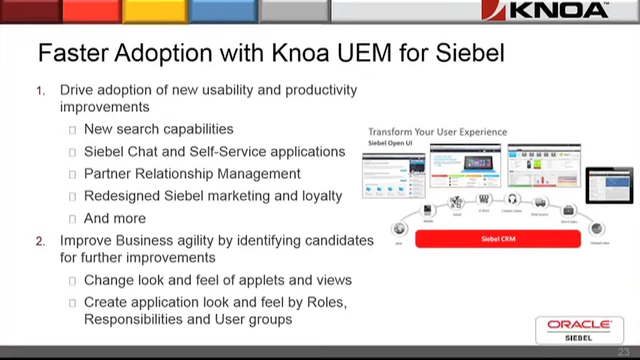 KNOA™
Faster Adoption with Knoa UEM for Siebel
1. Drive adoption of new usability and productivity
improvements
New search capabilities
Siebel Chat and Self-Service applications
Partner Relationship Management
Redesigned Siebel marketing and loyalty
And more
2. Improve Business agility by identifying candidates
for further improvements
Change look and feel of applets and views
Create application look and feel by Roles,
Responsibilities and User groups
Transform Your User Experience
Siebel Open UI
Siebel CRM
ORACLE
SIEBEL
23